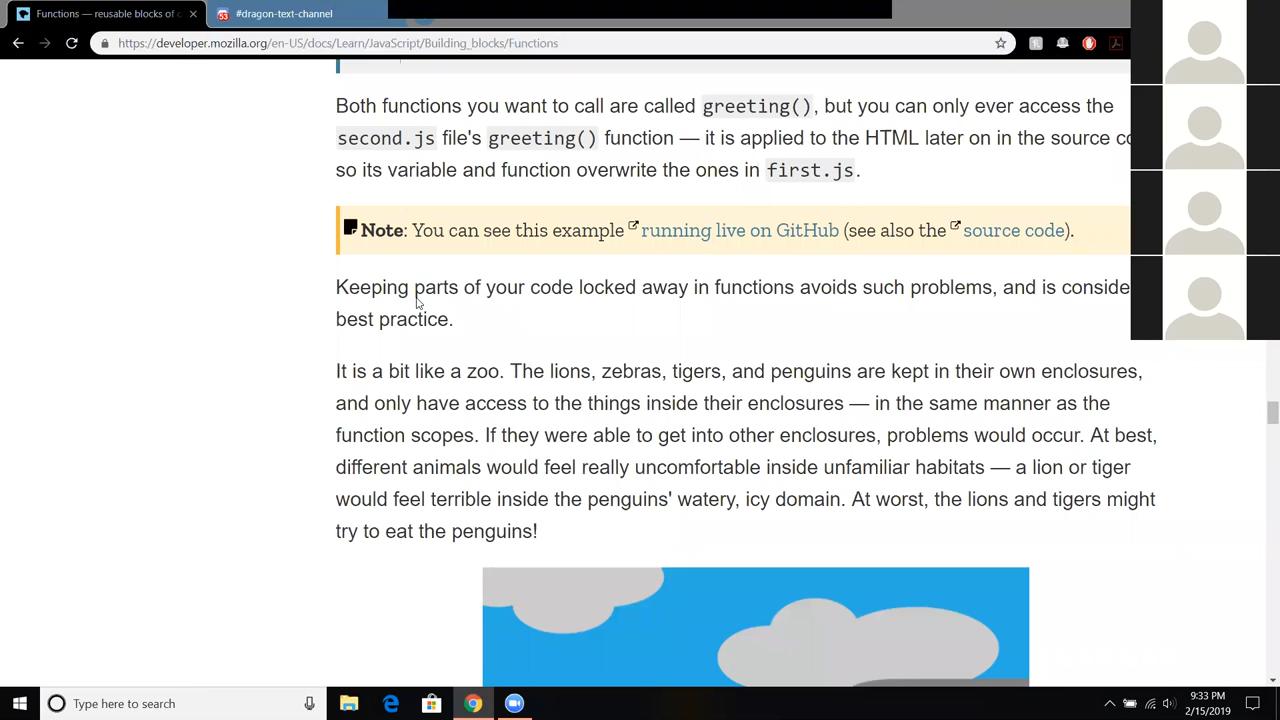 Functions — reusable blocks of c
53 #dragon-text-channel
https://developer.mozilla.org/en-US/docs/Learn/JavaScript/Building_blocks/Functions
Both functions you want to call are called greeting(), but you can only ever access the
second.js file's greeting() function — it is applied to the HTML later on in the source co
so its variable and function overwrite the ones in first.js.
Note: You can see this example running live on GitHub (see also the source code).
Keeping parts of your code locked away in functions avoids such problems, and is conside
best practice.
It is a bit like a zoo. The lions, zebras, tigers, and penguins are kept in their own enclosures,
and only have access to the things inside their enclosures — in the same manner as the
function scopes. If they were able to get into other enclosures, problems would occur. At best,
different animals would feel really uncomfortable inside unfamiliar habitats — a lion or tiger
would feel terrible inside the penguins' watery, icy domain. At worst, the lions and tigers might
try to eat the penguins!
Type here to search
9:33 PM
2/15/2019